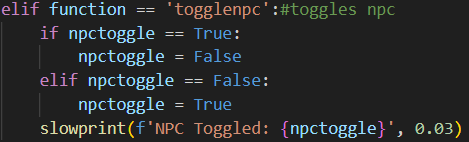 elif function == 'togglenpc':#toggles npc
    if npctoggle == True:
        npctoggle = False
    elif npctoggle == False:
        npctoggle = True
    slowprint(f'NPC Toggled: {npctoggle}', 0.03)